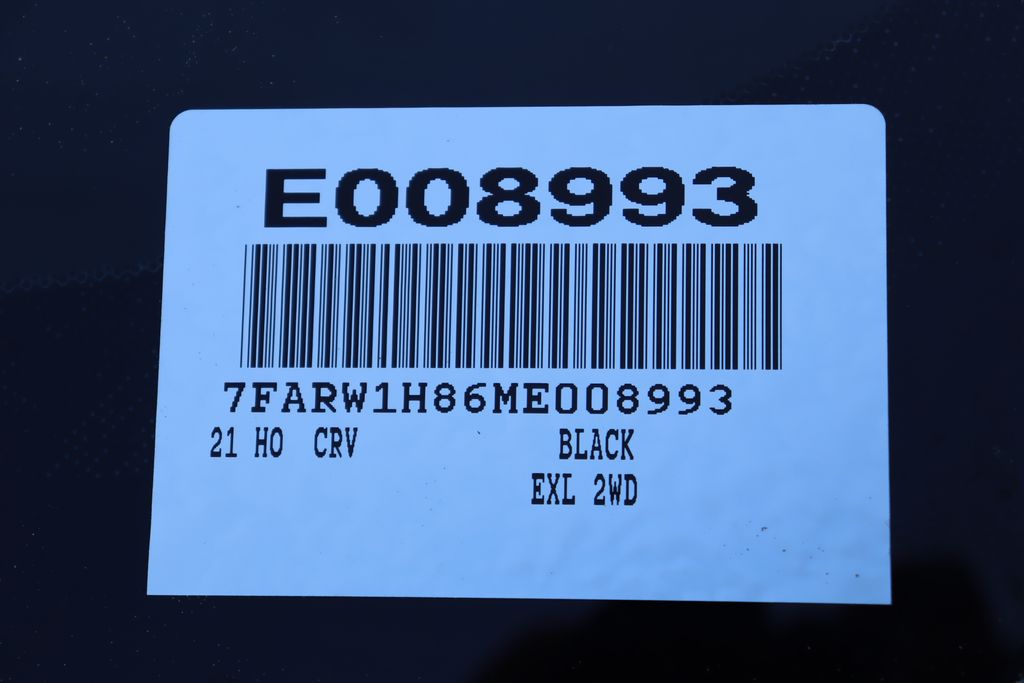 E008993
7FARW1H86ME008993
21 HO CRV BLACK
EXL 2WD